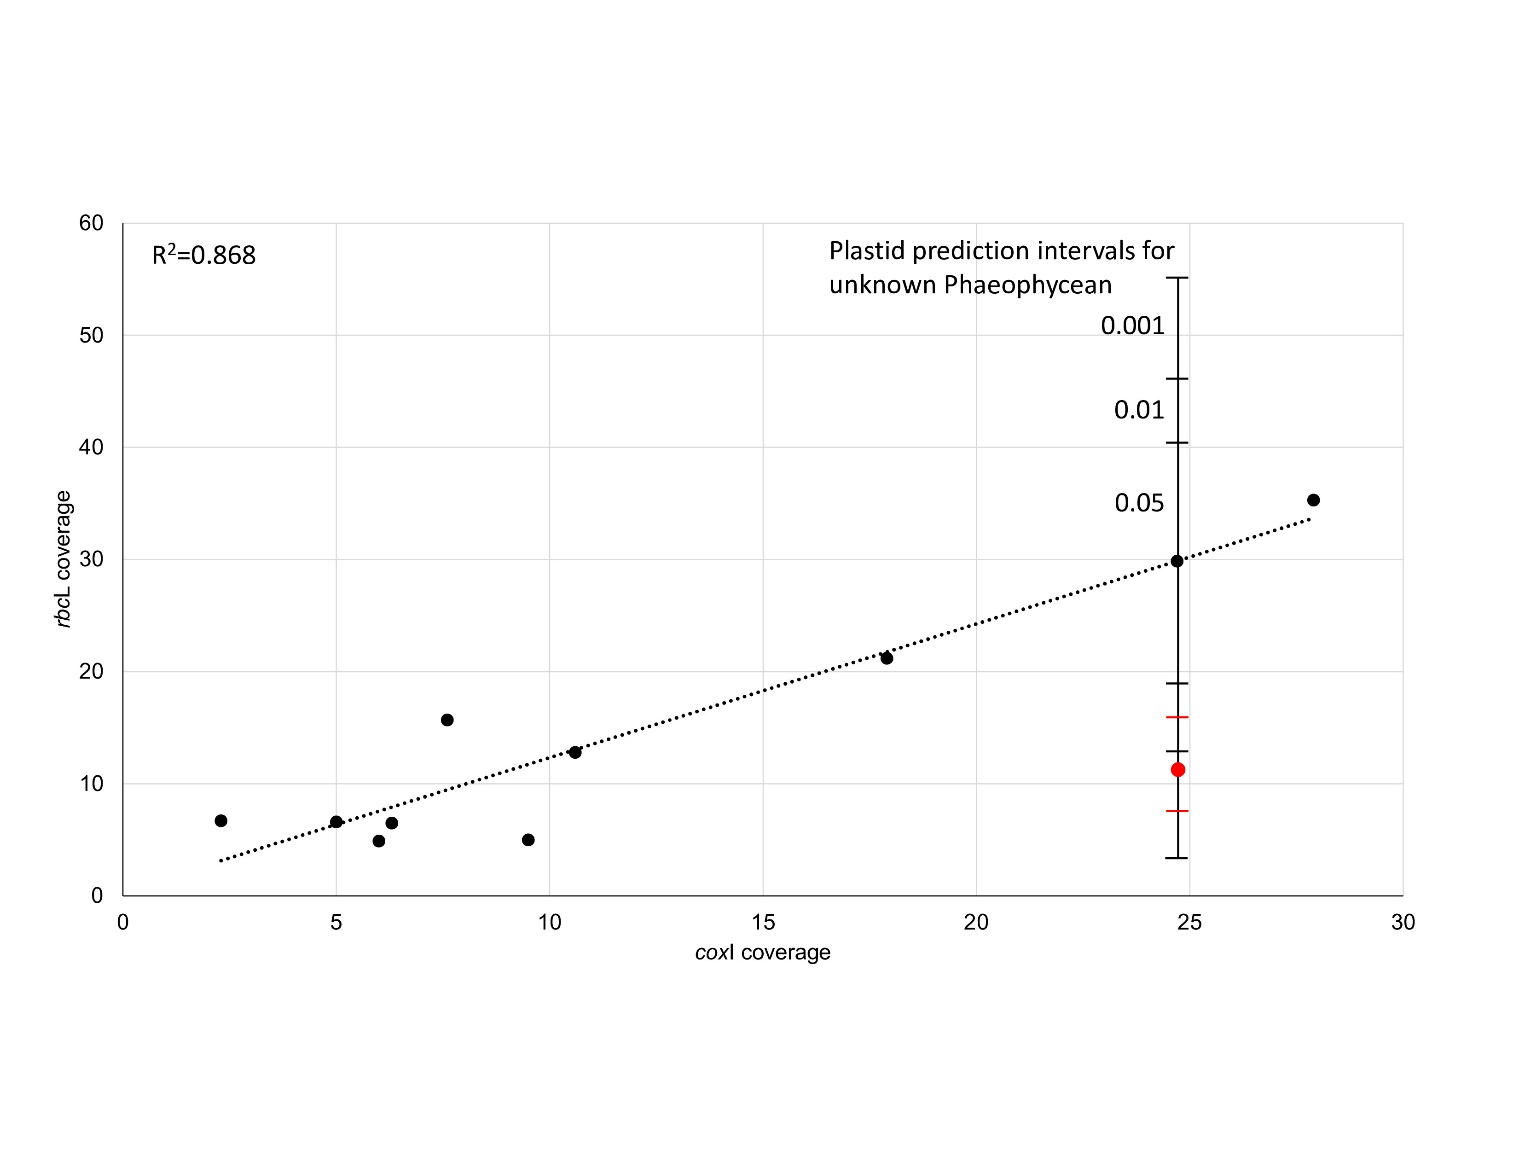 60
R²=0.868
Plastid prediction intervals for
unknown Phaeophycean
0.001
50
0.01
40
0.05
30
20
10
0
rbcL coverage
0 5 10 15 20 25 30
coxI coverage